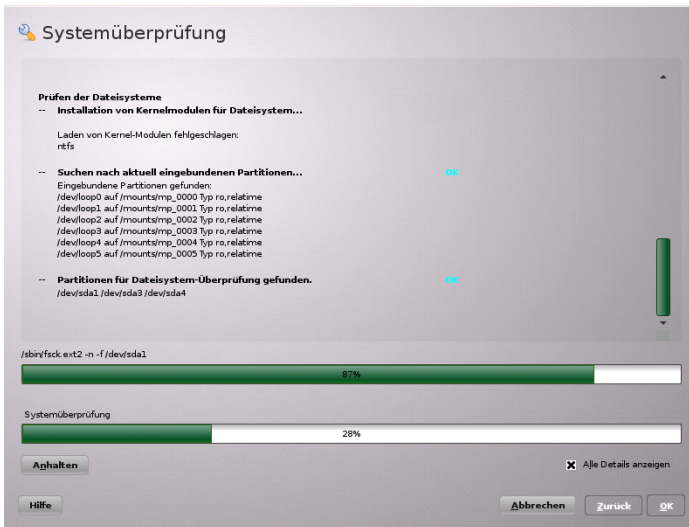 Systemüberprüfung
Prüfen der Dateisysteme
-- Installation von Kernelmodulen für Dateisystem...
Laden von Kernel-Modulen fehlgeschlagen:
ntfs
-- Suchen nach aktuell eingebundenen Partitionen... OK
Eingebundene Partitionen gefunden:
/dev/loop0 auf /mounts/mp_0000 Typ ro,relatime
/dev/loop1 auf /mounts/mp_0001 Typ ro,relatime
/dev/loop2 auf /mounts/mp_0002 Typ ro,relatime
/dev/loop3 auf /mounts/mp_0003 Typ ro,relatime
/dev/loop4 auf /mounts/mp_0004 Typ ro,relatime
/dev/loop5 auf /mounts/mp_0005 Typ ro,relatime
-- Partitionen für Dateisystem-Überprüfung gefunden. OK
/dev/sda1 /dev/sda3 /dev/sda4
/sbin/fsck.ext2 -n -f /dev/sda1
87%
Systemüberprüfung
28%
Anhalten
Alle Details anzeigen
Hilfe
Abbrechen
Zurück
OK